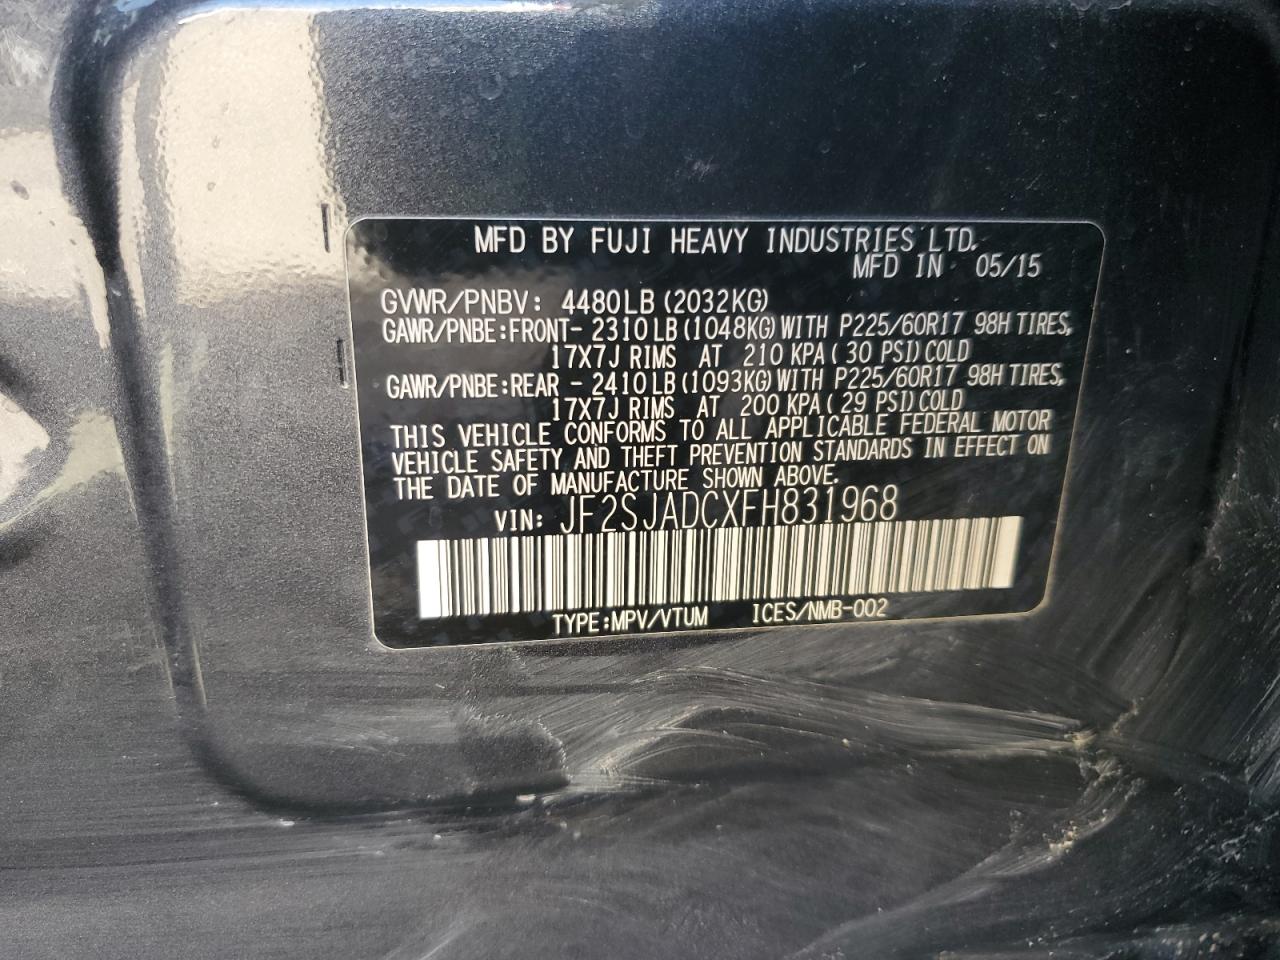 MFD BY FUJI HEAVY INDUSTRIES LTD.
MFD IN 05/15
GVWR/PNBV: 4480LB (2032KG)
GAWR/PNBE:FRONT- 2310LB (1048KG) WITH P225/60R17 98H TIRES,
17X7J RIMS AT 210 KPA ( 30 PSI) COLD
GAWR/PNBE:REAR - 2410LB (1093KG) WITH P225/60R17 98H TIRES,
17X7J RIMS AT 200 KPA ( 29 PSI) COLD
THIS VEHICLE CONFORMS TO ALL APPLICABLE FEDERAL MOTOR
VEHICLE SAFETY AND THEFT PREVENTION STANDARDS IN EFFECT ON
THE DATE OF MANUFACTURE SHOWN ABOVE.
VIN: JF2SJADCXFH831968
TYPE:MPV/VTUM ICES/NMB-002